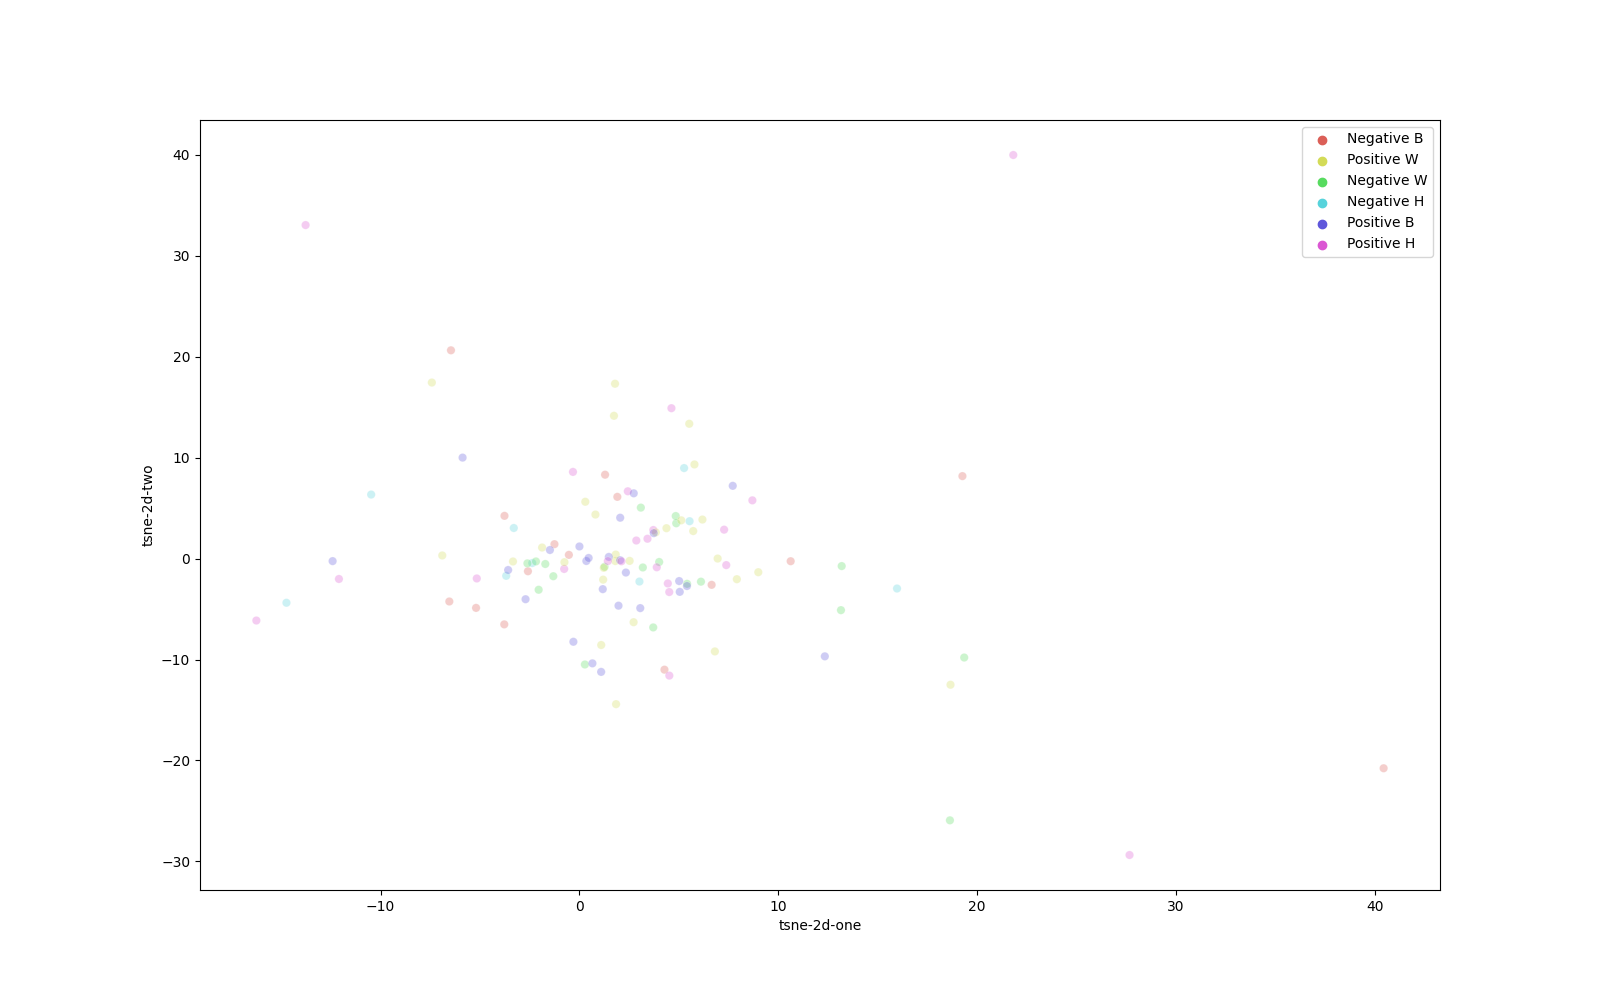 Negative B
Positive W
Negative W
Negative H
Positive B
Positive H
40
30
20
10
0
−10
−20
−30
tsne-2d-two
−10
0
10
20
30
40
tsne-2d-one